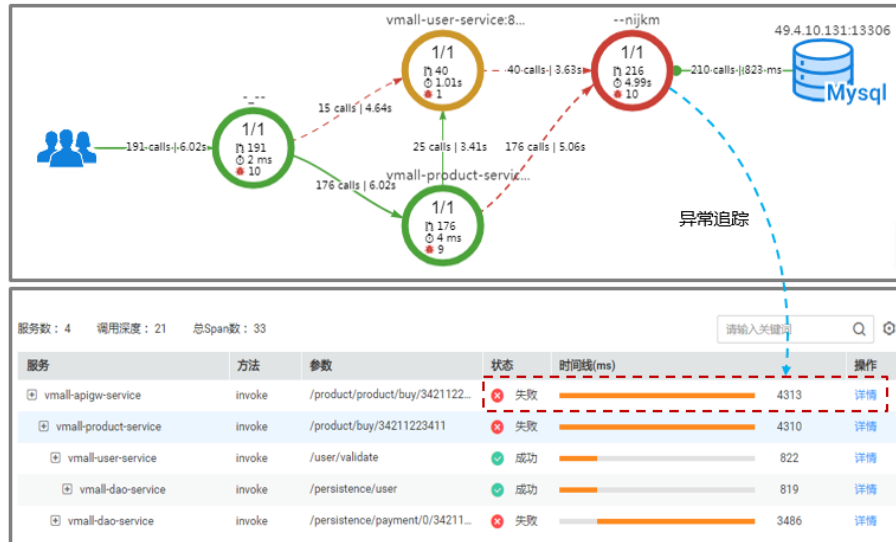 vmall-user-service:8...
--nijkm
49.4.10.131:13306
1/1
40
1.01s
1
1/1
216
4.99s
10
40 calls | 3.63s
210 calls | 823 ms
Mysql
-_--
15 calls | 4.64s
1/1
191
2 ms
10
191 calls | 6.02s
25 calls | 3.41s
176 calls | 5.06s
176 calls | 6.02s
vmall-product-servic...
1/1
176
4 ms
9
异常追踪
服务数： 4 调用深度： 21 总Span数： 33 请输入关键词
服务 方法 参数 状态 时间线(ms) 操作
vmall-apigw-service invoke /product/product/buy/3421122... 失败 4313 详情
vmall-product-service invoke /product/buy/34211223411 失败 4310 详情
vmall-user-service invoke /user/validate 成功 822 详情
vmall-dao-service invoke /persistence/user 成功 819 详情
vmall-dao-service invoke /persistence/payment/0/34211... 失败 3486 详情